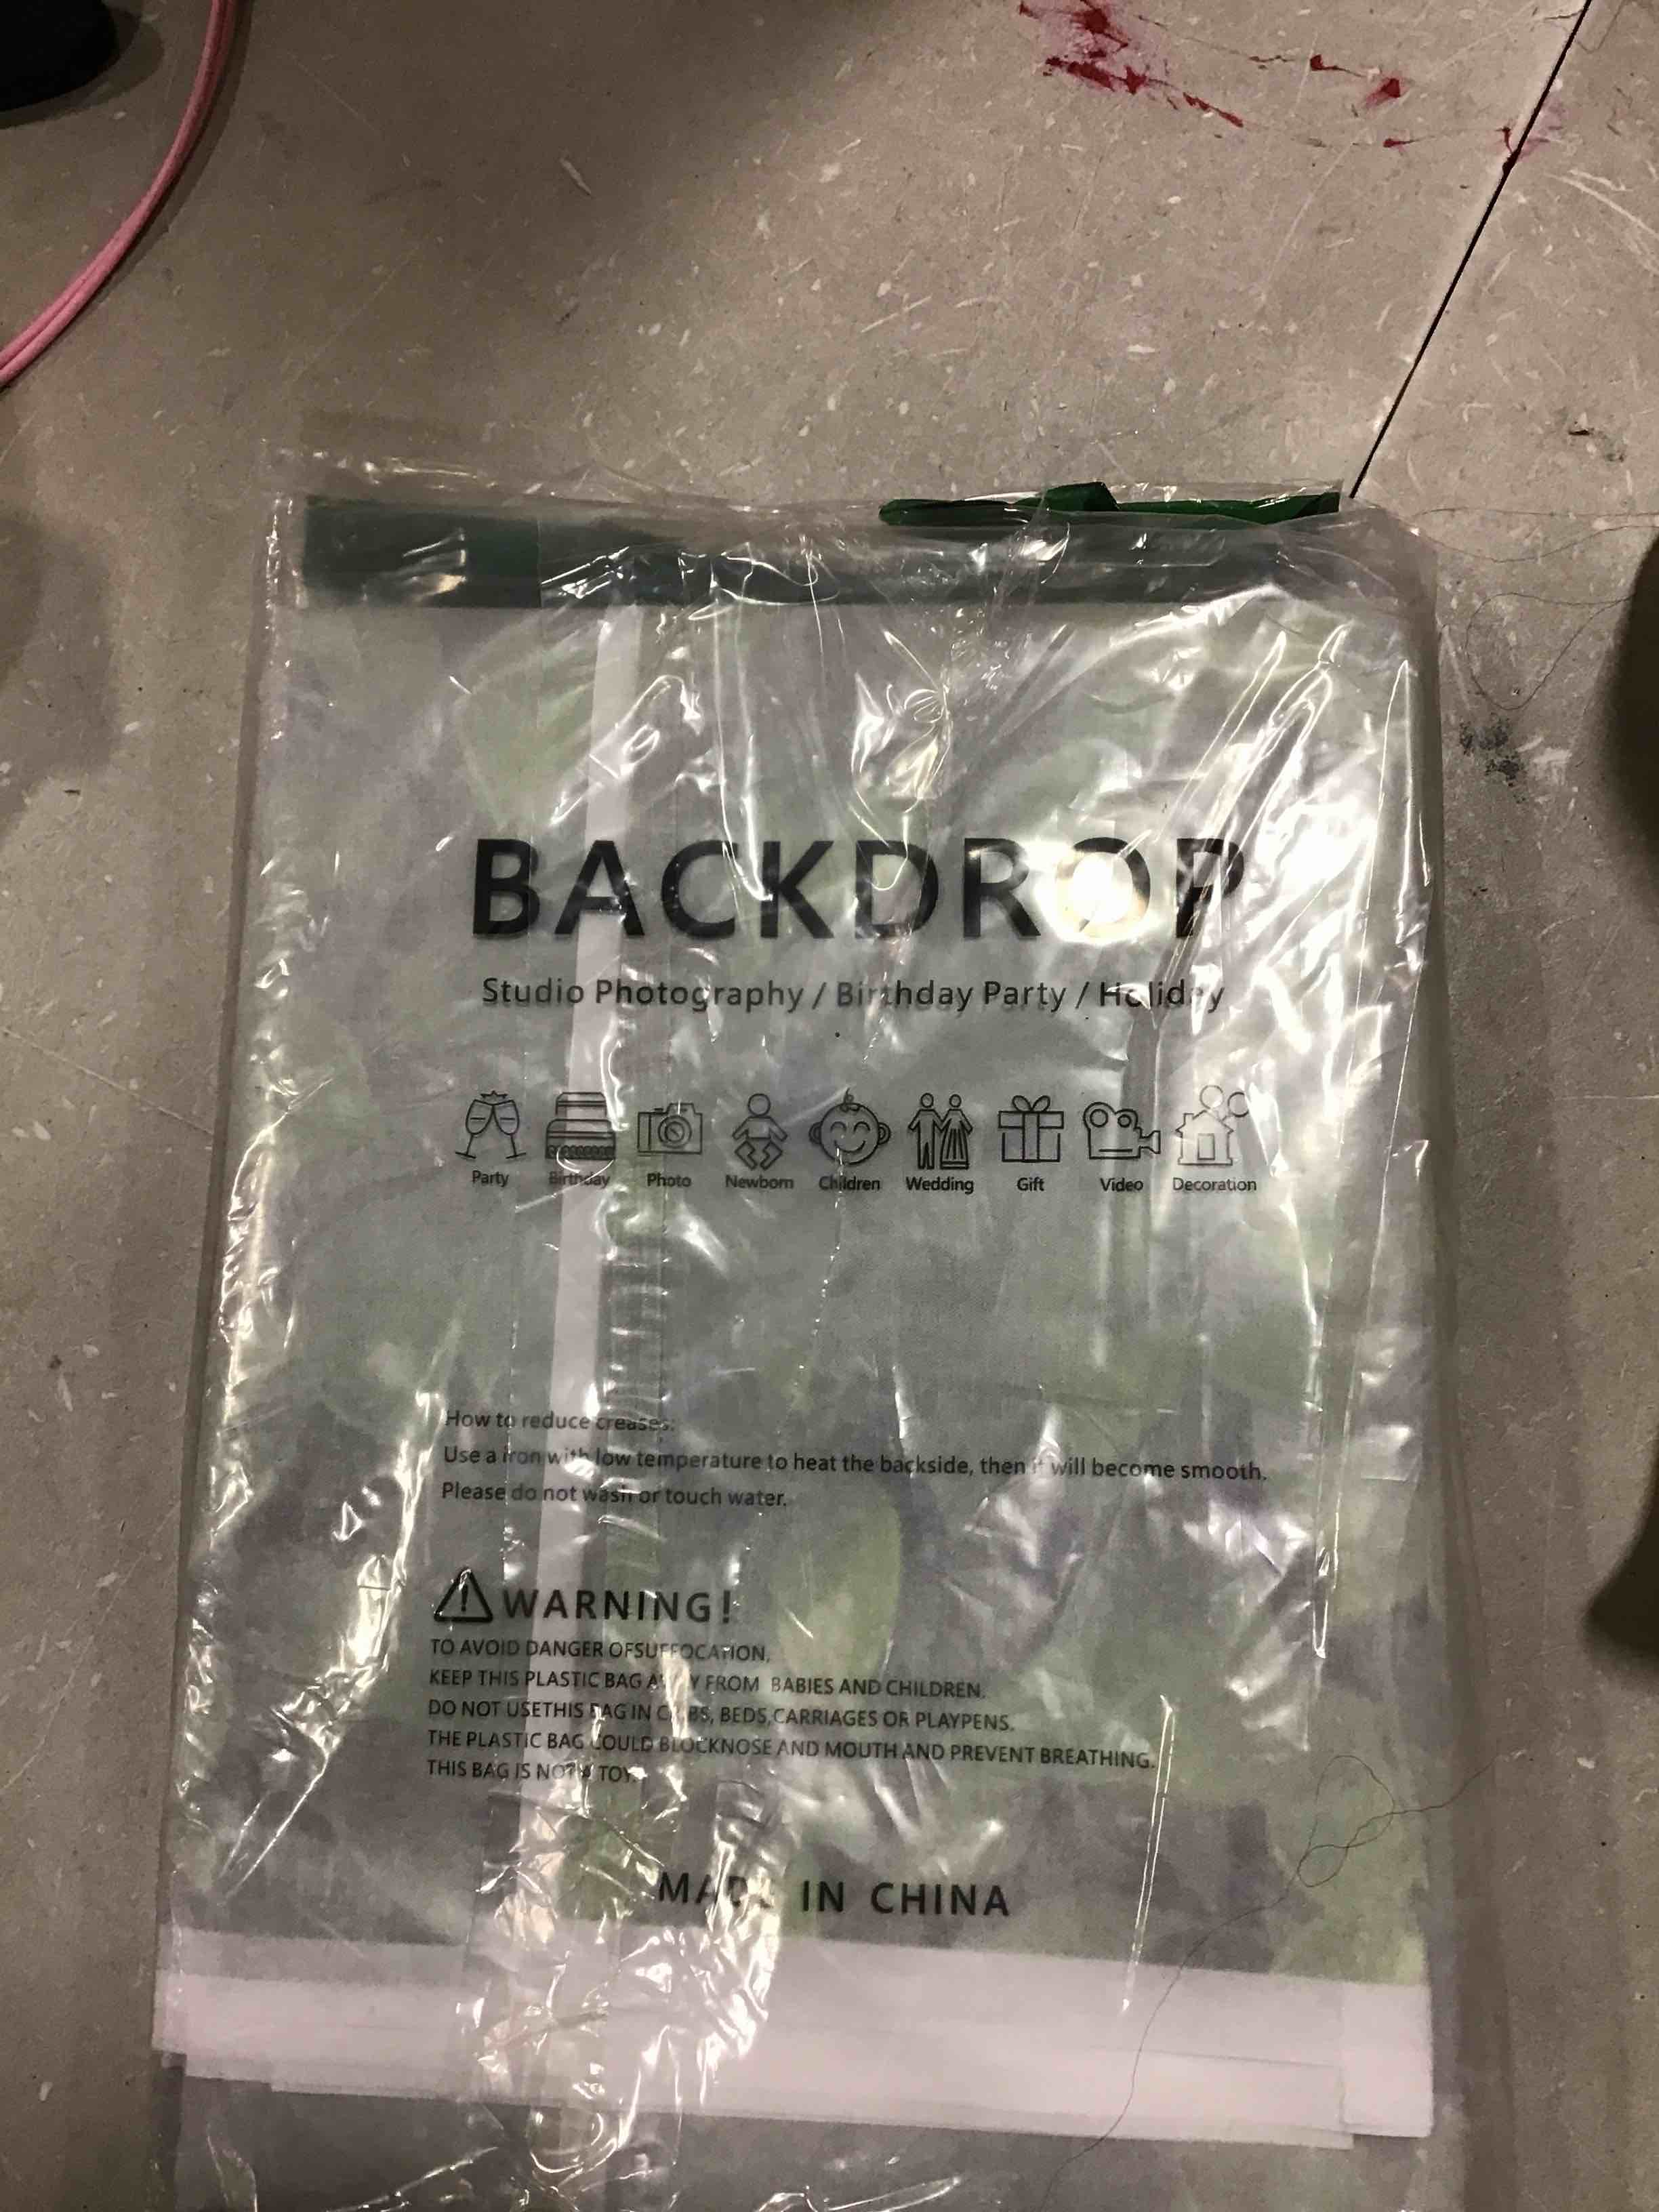 BACKDROP
Studio Photography / Birthday Party / Holiday
Party Birthday Photo Newborn Children Wedding Gift Video Decoration
How to reduce creases:
Use a iron with low temperature to heat the backside, then it will become smooth.
Please do not wash or touch water.
WARNING!
TO AVOID DANGER OFSUFFOCATION,
KEEP THIS PLASTIC BAG AWAY FROM BABIES AND CHILDREN.
DO NOT USETHIS BAG IN CRIBS, BEDS,CARRIAGES OR PLAYPENS.
THE PLASTIC BAG COULD BLOCKNOSE AND MOUTH AND PREVENT BREATHING.
THIS BAG IS NOT A TOY.
MADE IN CHINA